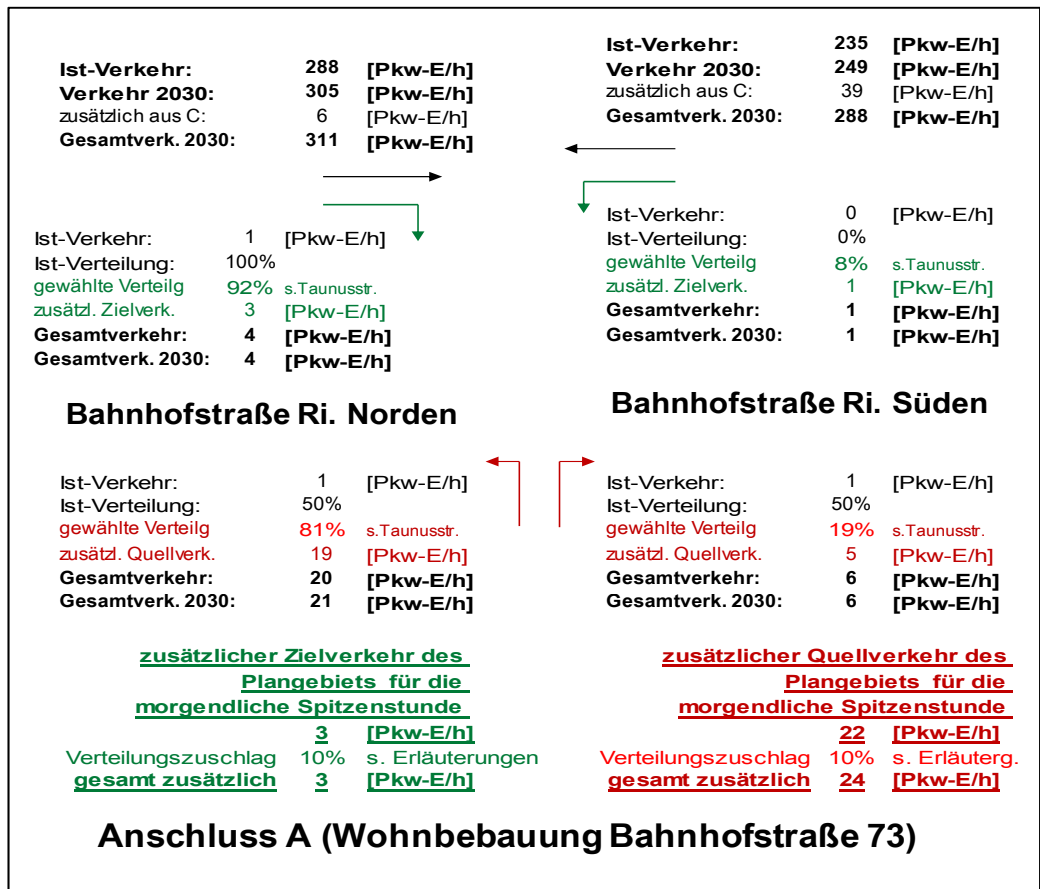 Ist-Verkehr: 288 [Pkw-E/h]
Verkehr 2030: 305 [Pkw-E/h]
zusätzlich aus C: 6 [Pkw-E/h]
Gesamtverk. 2030: 311 [Pkw-E/h]
Ist-Verkehr: 235 [Pkw-E/h]
Verkehr 2030: 249 [Pkw-E/h]
zusätzlich aus C: 39 [Pkw-E/h]
Gesamtverk. 2030: 288 [Pkw-E/h]
Ist-Verkehr: 1 [Pkw-E/h]
Ist-Verteilung: 100%
gewählte Verteilg 92% s.Taunusstr.
zusätzl. Zielverk. 3 [Pkw-E/h]
Gesamtverkehr: 4 [Pkw-E/h]
Gesamtverk. 2030: 4 [Pkw-E/h]
Ist-Verkehr: 0 [Pkw-E/h]
Ist-Verteilung: 0%
gewählte Verteilg 8% s.Taunusstr.
zusätzl. Zielverk. 1 [Pkw-E/h]
Gesamtverkehr: 1 [Pkw-E/h]
Gesamtverk. 2030: 1 [Pkw-E/h]
Bahnhofstraße Ri. Norden
Bahnhofstraße Ri. Süden
Ist-Verkehr: 1 [Pkw-E/h]
Ist-Verteilung: 50%
gewählte Verteilg 81% s.Taunusstr.
zusätzl. Quellverk. 19 [Pkw-E/h]
Gesamtverkehr: 20 [Pkw-E/h]
Gesamtverk. 2030: 21 [Pkw-E/h]
Ist-Verkehr: 1 [Pkw-E/h]
Ist-Verteilung: 50%
gewählte Verteilg 19% s.Taunusstr.
zusätzl. Quellverk. 5 [Pkw-E/h]
Gesamtverkehr: 6 [Pkw-E/h]
Gesamtverk. 2030: 6 [Pkw-E/h]
zusätzlicher Zielverkehr des
Plangebiets für die
morgendliche Spitzenstunde
3 [Pkw-E/h]
Verteilungszuschlag 10% s. Erläuterungen
gesamt zusätzlich 3 [Pkw-E/h]
zusätzlicher Quellverkehr des
Plangebiets für die
morgendliche Spitzenstunde
22 [Pkw-E/h]
Verteilungszuschlag 10% s. Erläuterg.
gesamt zusätzlich 24 [Pkw-E/h]
Anschluss A (Wohnbebauung Bahnhofstraße 73)